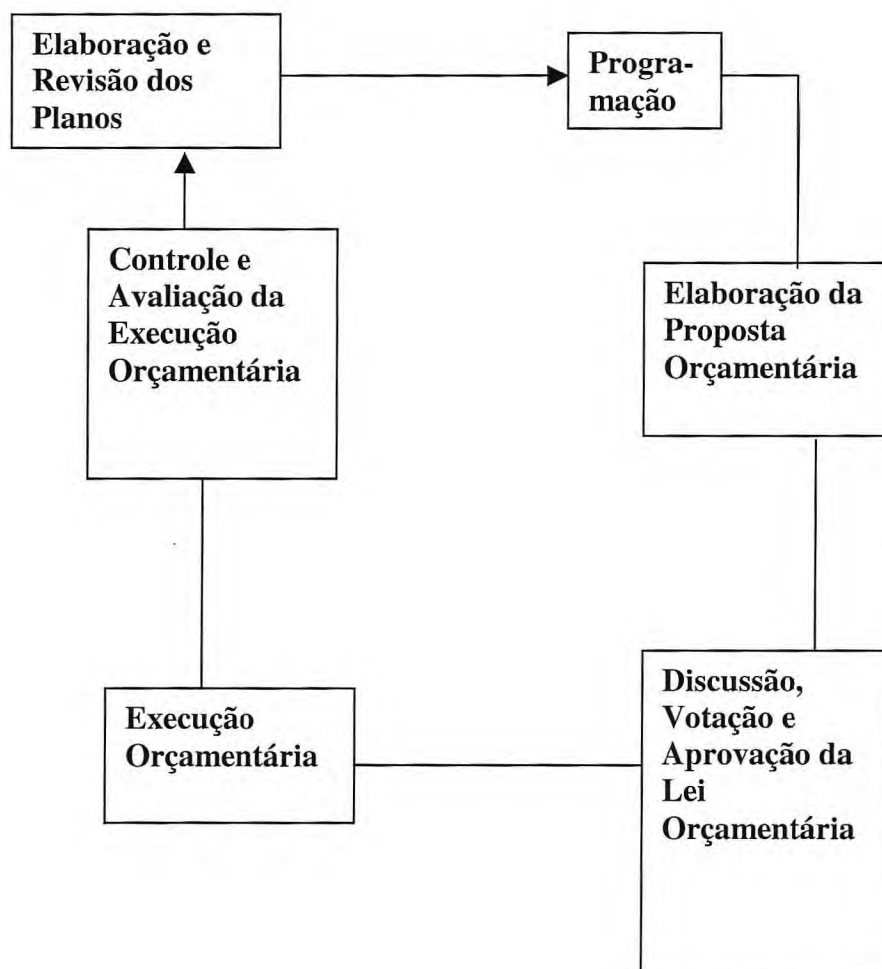 Elaboração e
Revisão dos
Planos
Progra-
mação
Elaboração da
Proposta
Orçamentária
Discussão,
Votação e
Aprovação da
Lei
Orçamentária
Execução
Orçamentária
Controle e
Avaliação da
Execução
Orçamentária